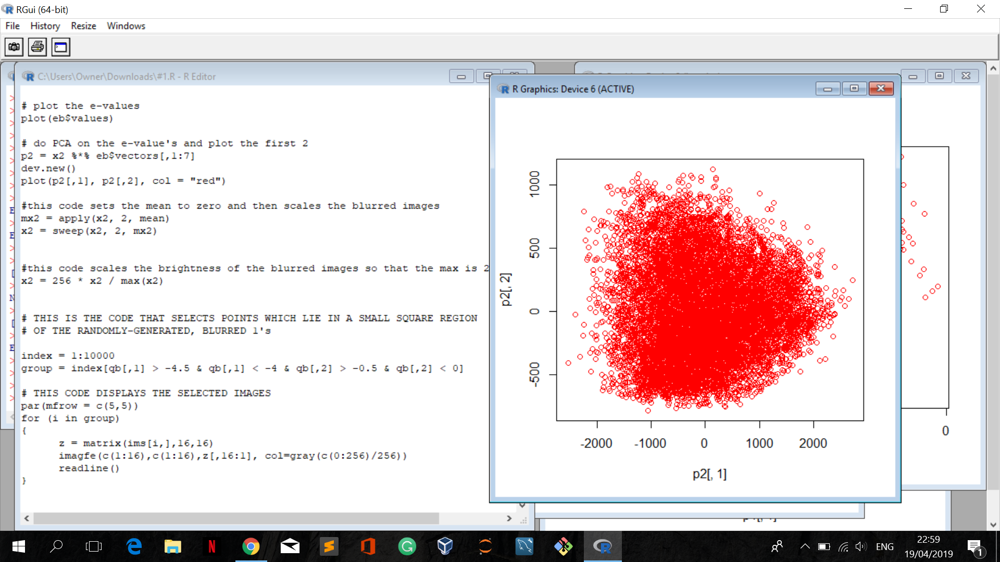 RGui (64-bit)
File History Resize Windows
C:\Users\Owner\Downloads\#1.R - R Editor
# plot the e-values
plot(eb$values)
# do PCA on the e-value's and plot the first 2
p2 = x2 %*% eb$vectors[,1:7]
dev.new()
plot(p2[,1], p2[,2], col = "red")
#this code sets the mean to zero and then scales the blurred images
mx2 = apply(x2, 2, mean)
x2 = sweep(x2, 2, mx2)
#this code scales the brightness of the blurred images so that the max is 2
x2 = 256 * x2 / max(x2)
# THIS IS THE CODE THAT SELECTS POINTS WHICH LIE IN A SMALL SQUARE REGION
# OF THE RANDOMLY-GENERATED, BLURRED 1's
index = 1:10000
group = index[qb[,1] > -4.5 & qb[,1] < -4 & qb[,2] > -0.5 & qb[,2] < 0]
# THIS CODE DISPLAYS THE SELECTED IMAGES
par(mfrow = c(5,5))
for (i in group)
{
z = matrix(ims[i,],16,16)
imagfe(c(1:16),c(1:16),z[,16:1], col=gray(c(0:256)/256))
readline()
}
R Graphics: Device 6 (ACTIVE)
1000
500
0
-500
p2[, 2]
-2000 -1000 0 1000 2000
p2[, 1]
0
ENG
22:59
19/04/2019
1